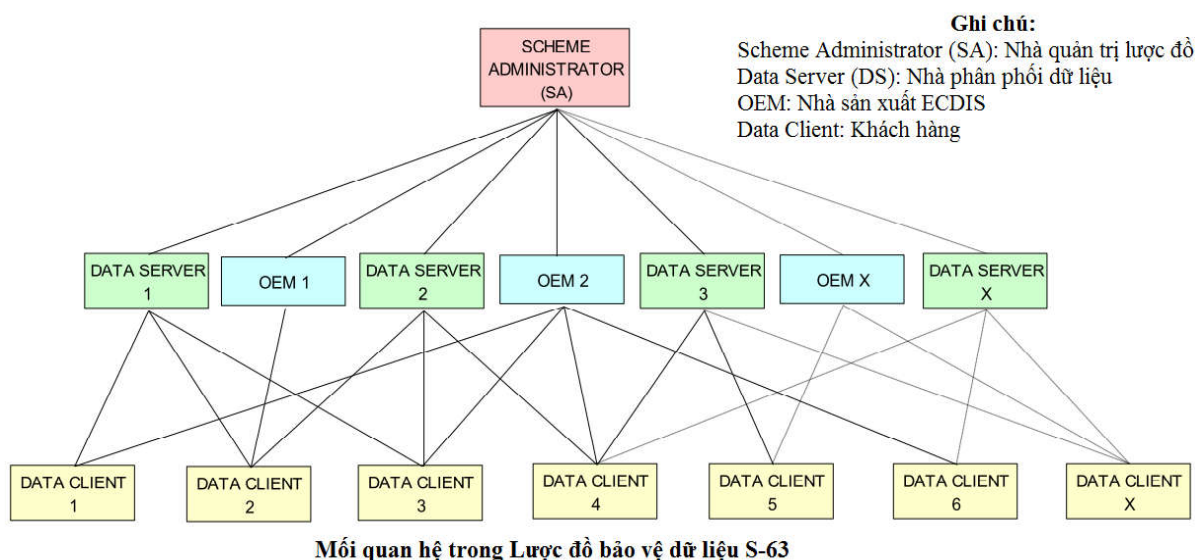 Ghi chú:
Scheme Administrator (SA): Nhà quản trị lược đồ
Data Server (DS): Nhà phân phối dữ liệu
OEM: Nhà sản xuất ECDIS
Data Client: Khách hàng
SCHEME
ADMINISTRATOR
(SA)
DATA SERVER
1
OEM 1
DATA SERVER
2
OEM 2
DATA SERVER
3
OEM X
DATA SERVER
X
DATA CLIENT
1
DATA CLIENT
2
DATA CLIENT
3
DATA CLIENT
4
DATA CLIENT
5
DATA CLIENT
6
DATA CLIENT
X
Mối quan hệ trong Lược đồ bảo vệ dữ liệu S-63